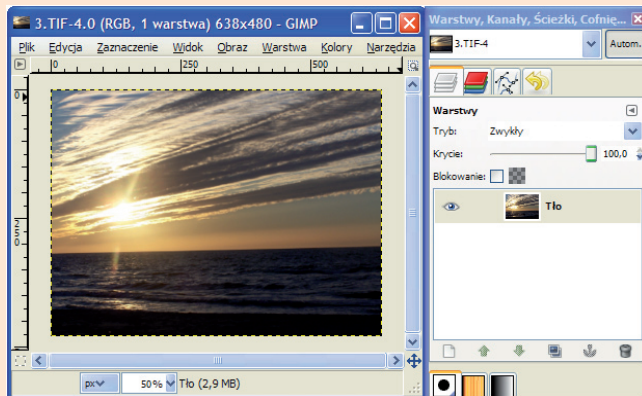 3.TIF-4.0 (RGB, 1 warstwa) 638x480 - GIMP
Plik Edycja Zaznaczenie Widok Obraz Warstwa Kolory Narzędzia
0 250 500
0
250
px 50% Tło (2,9 MB)
Warstwy, Kanały, Ścieżki, Cofnię...
3.TIF-4 Autom.
Warstwy
Tryb: Zwykły
Krycie: 100,0
Blokowanie:
Tło